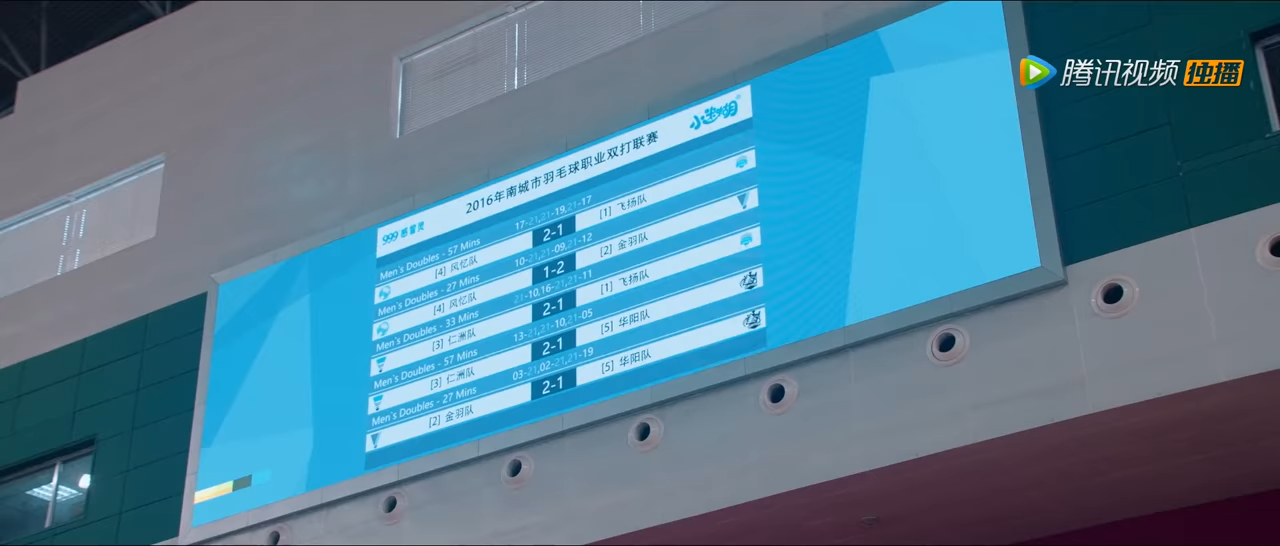 腾讯视频 独播
小迷糊
999 感冒灵
2016年南城市羽毛球职业双打联赛
Men's Doubles - 57 Mins 17-21,21-19,21-17
[4] 风忆队 2-1 [1] 飞扬队
Men's Doubles - 27 Mins 10-21,21-09,21-12
[4] 风忆队 1-2 [2] 金羽队
Men's Doubles - 33 Mins 21-10,16-21,21-11
[3] 仁洲队 2-1 [1] 飞扬队
Men's Doubles - 57 Mins 13-21,21-10,21-05
[3] 仁洲队 2-1 [5] 华阳队
Men's Doubles - 27 Mins 03-21,02-21,21-19
[2] 金羽队 2-1 [5] 华阳队